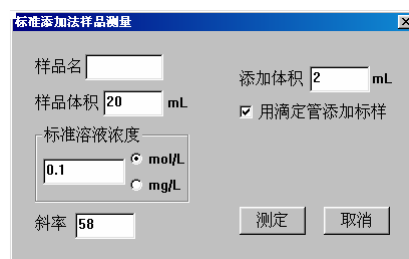 标准添加法样品测量
样品名
添加体积 2 mL
样品体积 20 mL
用滴定管添加标样
标准溶液浓度
0.1
mol/L
mg/L
斜率 58
测定 取消